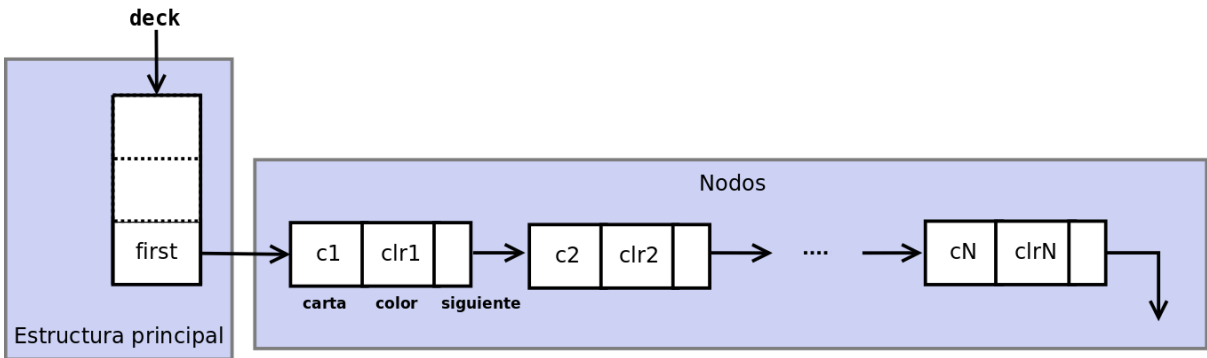 deck
first
Estructura principal
Nodos
c1 clr1
carta color siguiente
c2 clr2
....
cN clrN